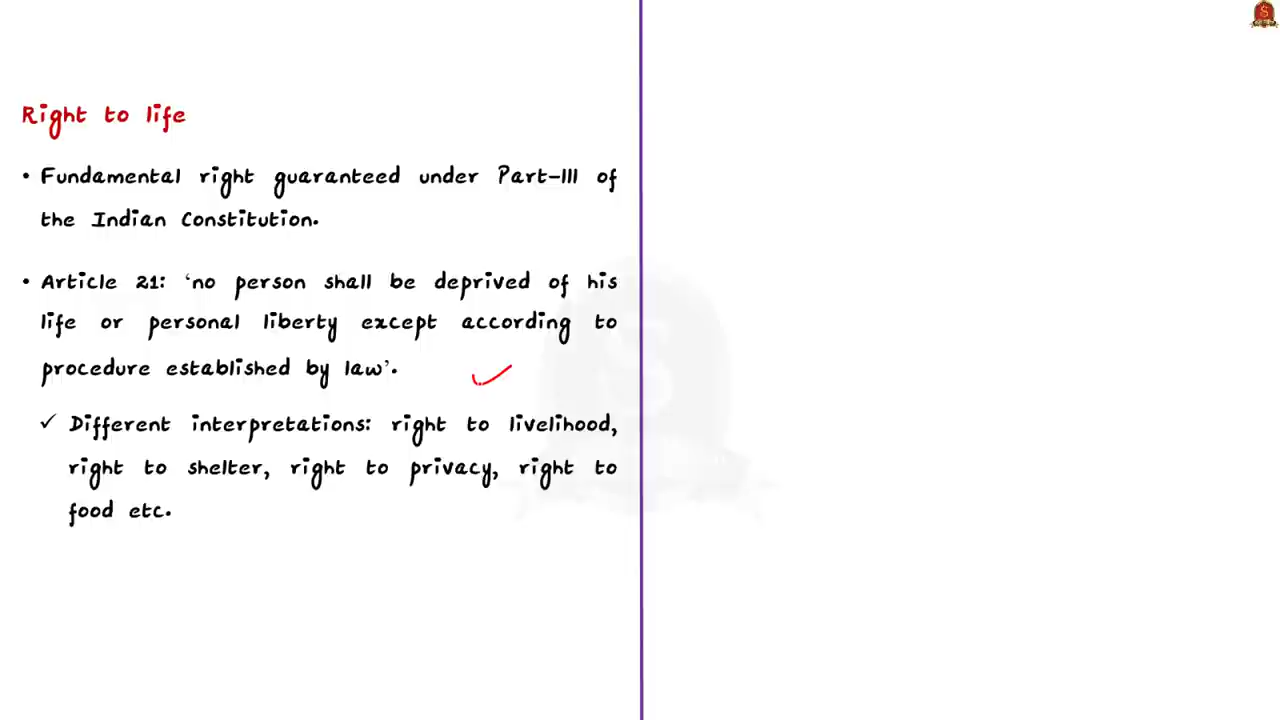 Right to life
• Fundamental right guaranteed under Part-III of
the Indian Constitution.
• Article 21: ‘no person shall be deprived of his
life or personal liberty except according to
procedure established by law’.
✓ Different interpretations: right to livelihood,
right to shelter, right to privacy, right to
food etc.